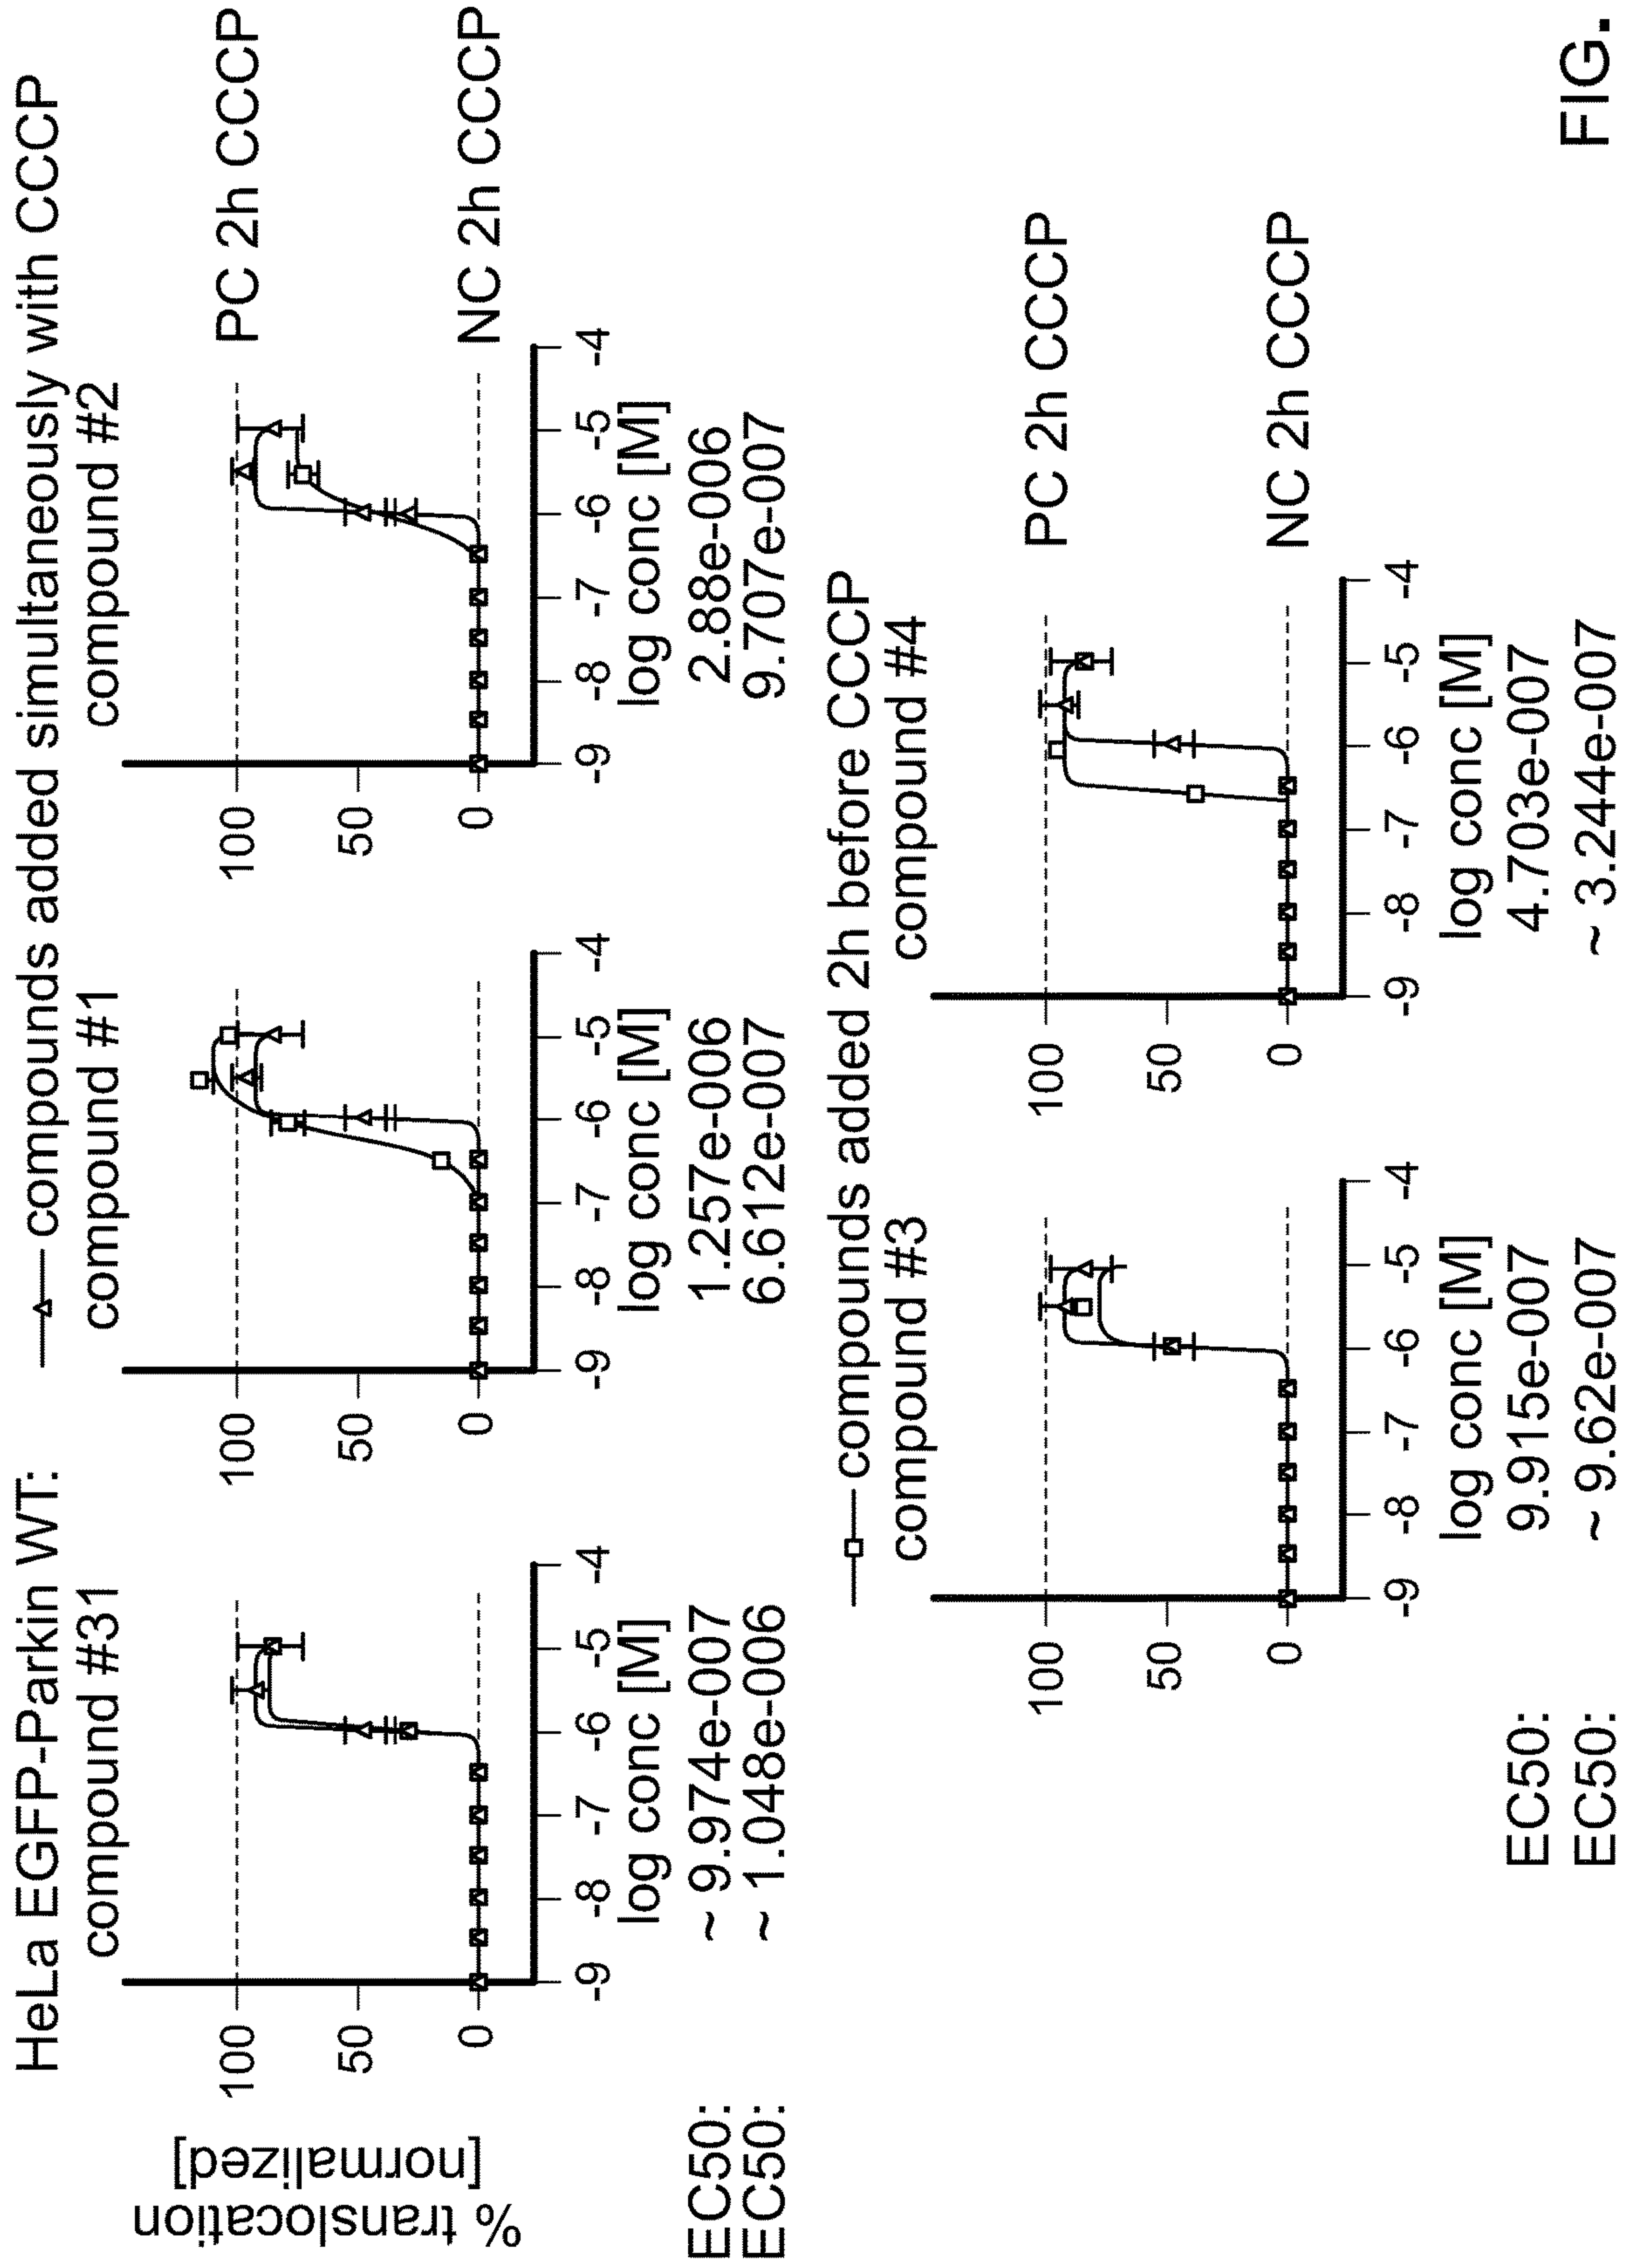 HeLa EGFP-Parkin WT:
compounds added simultaneously with CCCP
compound #31
compound #1
compound #2
% translocation
[normalized]
100
50
0
-9 -8 -7 -6 -5 -4
log conc [M]
100
50
0
-9 -8 -7 -6 -5 -4
log conc [M]
100
50
0
-9 -8 -7 -6 -5 -4
log conc [M]
PC 2h CCCP
NC 2h CCCP
EC50: ~ 9.974e-007 1.257e-006 2.88e-006
EC50: ~ 1.048e-006 6.612e-007 9.707e-007
compounds added 2h before CCCP
compound #3
compound #4
100
50
0
-9 -8 -7 -6 -5 -4
log conc [M]
100
50
0
-9 -8 -7 -6 -5 -4
log conc [M]
PC 2h CCCP
NC 2h CCCP
EC50: 9.915e-007 4.703e-007
EC50: ~ 9.62e-007 ~ 3.244e-007
FIG.